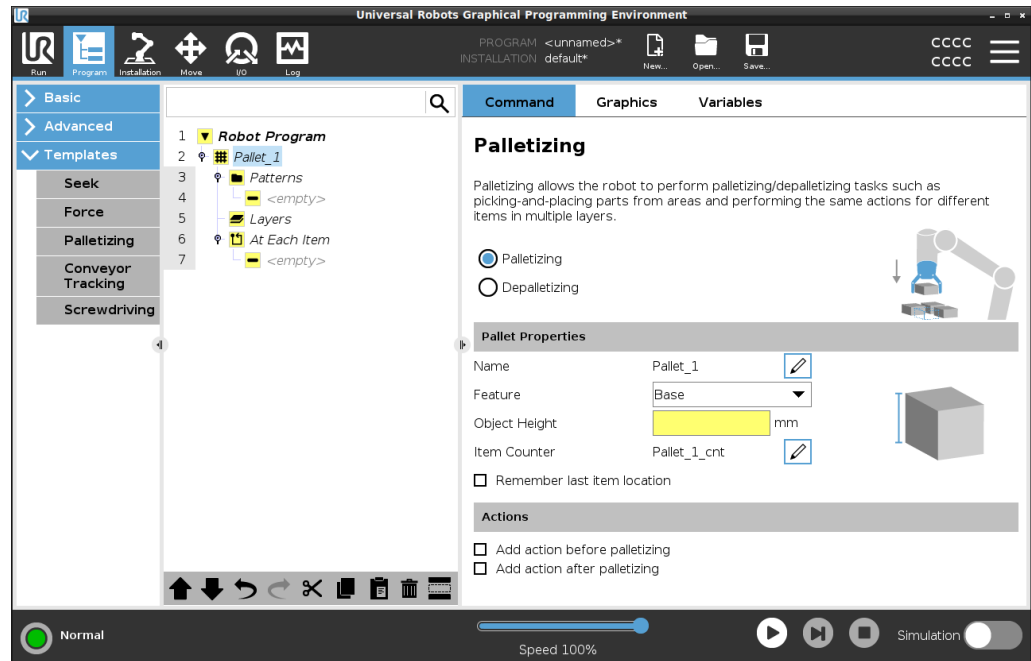 Universal Robots Graphical Programming Environment
UR
Run
Program
Installation
Move
I/O
Log
PROGRAM <unnamed>*
INSTALLATION default*
New...
Open...
Save...
CCCC
CCCC
Basic
Advanced
Templates
Seek
Force
Palletizing
Conveyor
Tracking
Screwdriving
1 Robot Program
2 Pallet_1
3 Patterns
4 <empty>
5 Layers
6 At Each Item
7 <empty>
Command Graphics Variables
Palletizing
Palletizing allows the robot to perform palletizing/depalletizing tasks such as
picking-and-placing parts from areas and performing the same actions for different
items in multiple layers.
Palletizing
Depalletizing
Pallet Properties
Name Pallet_1
Feature Base
Object Height mm
Item Counter Pallet_1_cnt
Remember last item location
Actions
Add action before palletizing
Add action after palletizing
Normal
Speed 100%
Simulation